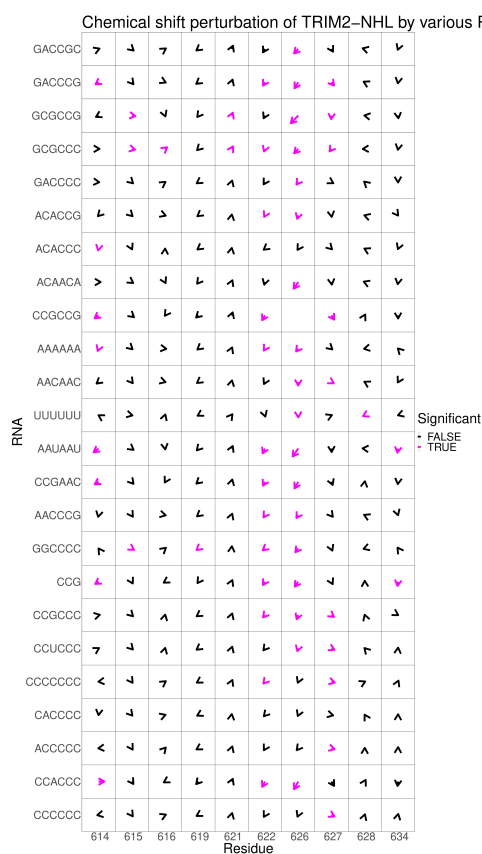 Chemical shift perturbation of TRIM2−NHL by various
GACCGC
GACCCG
GCGCCG
GCGCCC
GACCCC
ACACCG
ACACCC
ACAACA
CCGCCG
AAAAAA
AACAAC
UUUUUU
AAUAAU
CCGAAC
AACCCG
GGCCCC
CCG
CCGCCC
CCUCCC
CCCCCCC
CACCCC
ACCCCC
CCACCC
CCCCCC
RNA
614 615 616 619 621 622 626 627 628 634
Residue
Significant
FALSE
TRUE